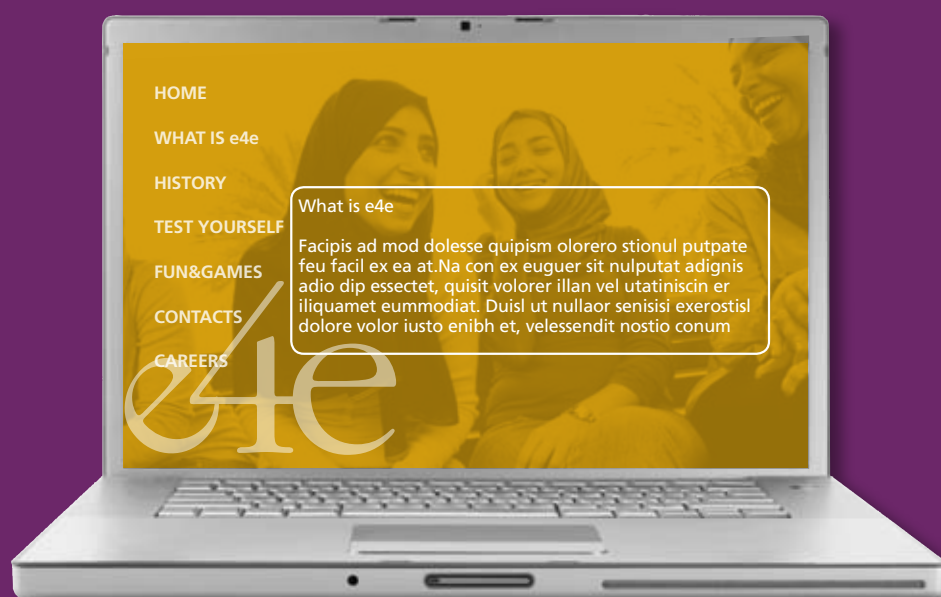 HOME
WHAT IS e4e
HISTORY
TEST YOURSELF
FUN&GAMES
CONTACTS
CAREERS
What is e4e
Facipis ad mod dolesse quipism olorero stionul putpate
feu facil ex ea at.Na con ex euguer sit nulputat adignis
adio dip essectet, quisit volorer illan vel utatiniscin er
iliquamet eummodiat. Duisl ut nullaor senisisi exerostisl
dolore volor iusto enibh et, velessendit nostio conum
e4e